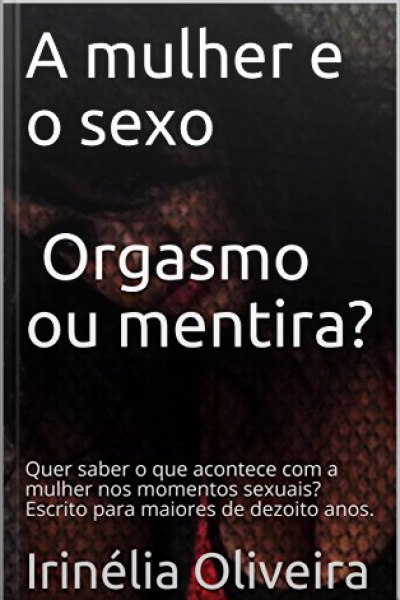 A mulher e
o sexo
Orgasmo
ou mentira?
Quer saber o que acontece com a
mulher nos momentos sexuais?
Escrito para maiores de dezoito anos.
Irinélia Oliveira